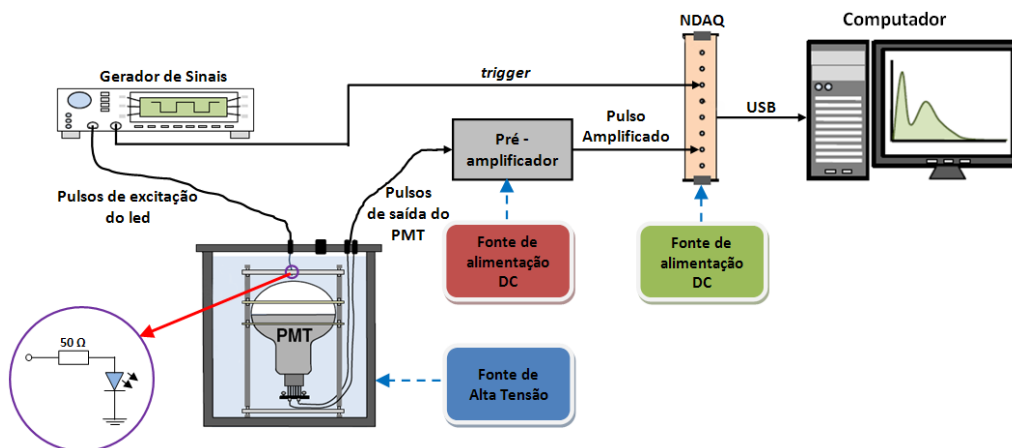 Computador
NDAQ
Gerador de Sinais
trigger
USB
Pulso
Amplificado
Pré -
amplificador
Pulsos de excitação
do led
Pulsos
de saída do
PMT
Fonte de
alimentação
DC
Fonte de
alimentação
DC
PMT
50 Ω
Fonte de
Alta Tensão